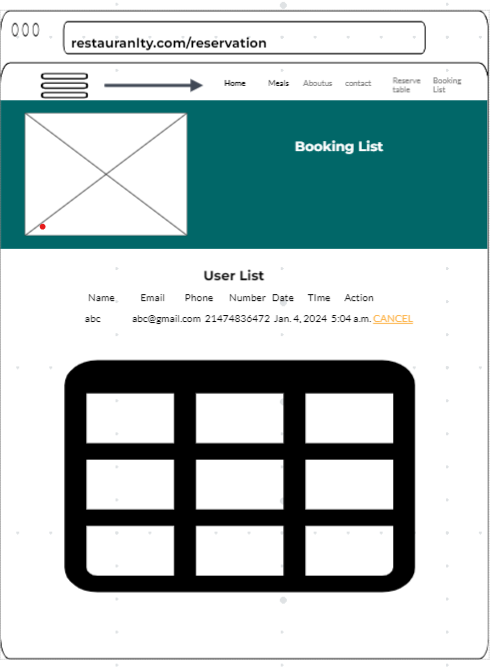 restauranlty.com/reservation
Home Meals Aboutus contact Reserve table Booking List
Booking List
User List
Name Email Phone Number Date TIme Action
abc abc@gmail.com 21474836472 Jan. 4, 2024 5:04 a.m. CANCEL